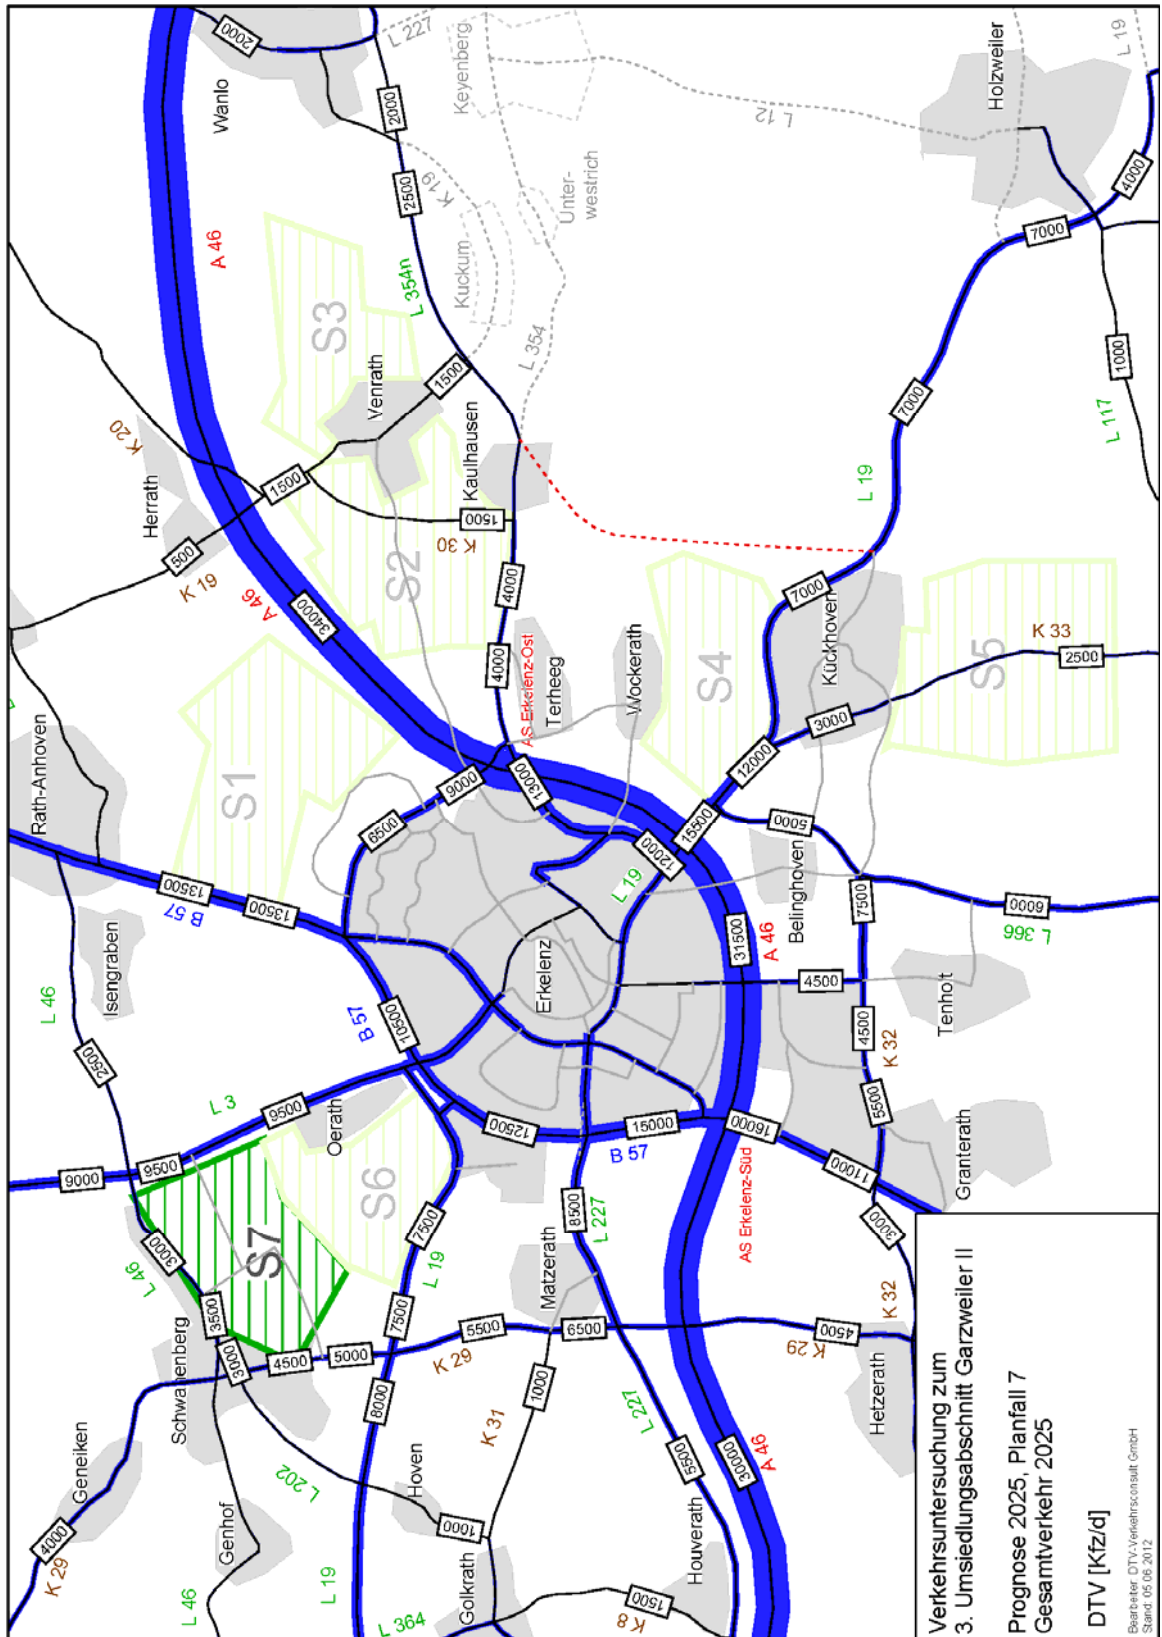 L 227
2000
Wanlo
2000
Keyenberg
L 19
Holzweiler
L 12
A 46
2500
K 19
Unter-
westrich
4000
Kuckum
L 354n
7000
S3
L 354
1000
L 117
Venrath
1500
7000
K 20
Herrath
1500
Kaulhausen
L 19
500
K 19
1500
K 30
S2
A 46
34000
4000
7000
Kückhoven
K 33
2500
S5
4000
AS Erkelenz-Ost
Terheeg
Wockerath
S4
3000
Rath-Anhoven
S1
9000
13000
12000
6500
15500
5000
12000
Belinghoven
L 19
13500
B 57
13500
7500
6000
L 366
Isengraben
31500
A 46
L 46
Erkelenz
4500
Tenholt
B 57
10500
4500
K 32
2500
L 3
9500
Oerath
5500
12500
15000
B 57
16000
9000
9500
11000
Granterath
S6
S7
3000
L 46
7500
L 19
8500
L 227
AS Erkelenz-Süd
3000
K 32
Matzerath
3500
Schwanenberg
3000
4500
5000
7500
5500
K 29
6500
4500
K 29
Hetzerath
8000
1000
K 31
L 227
Geneiken
L 202
5500
30000
A 46
Hoven
4000
K 29
Genhof
1000
Golkrath
Houverath
L 46
L 19
1500
K 8
L 364
Verkehrsuntersuchung zum
3. Umsiedlungsabschnitt Garzweiler II
Prognose 2025, Planfall 7
Gesamtverkehr 2025
DTV [Kfz/d]
Bearbeiter: DTV-Verkehrsconsult GmbH
Stand: 05.06.2012